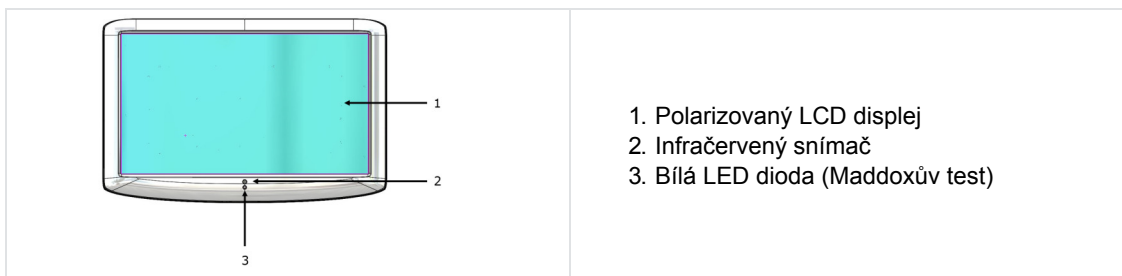 1
2
3
1. Polarizovaný LCD displej
2. Infračervený snímač
3. Bílá LED dioda (Maddoxův test)